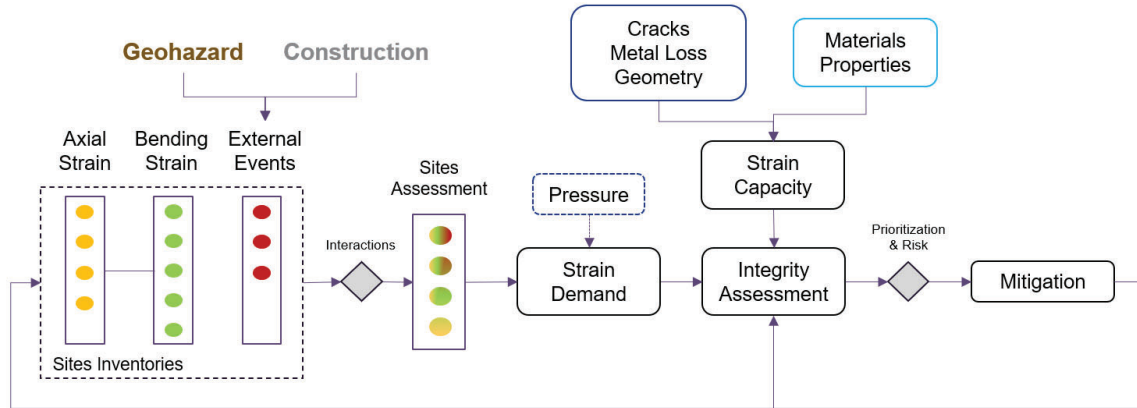 Geohazard Construction
Cracks
Metal Loss
Geometry
Materials
Properties
Axial
Strain
Bending
Strain
External
Events
Sites Inventories
Interactions
Sites
Assessment
Pressure
Strain
Demand
Strain
Capacity
Integrity
Assessment
Prioritization
& Risk
Mitigation